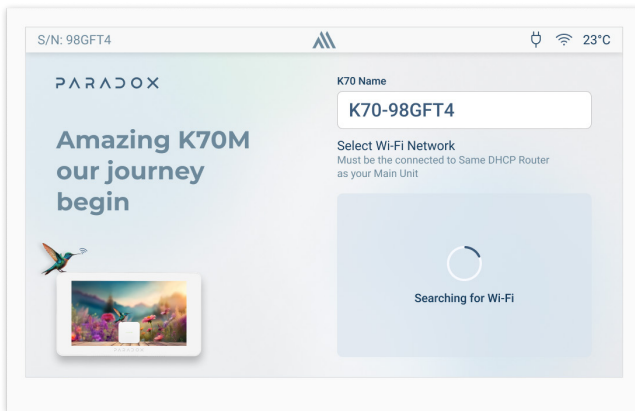 S/N: 98GFT4
23°C
PARADOX
Amazing K70M
our journey
begin
K70 Name
K70-98GFT4
Select Wi-Fi Network
Must be the connected to Same DHCP Router
as your Main Unit
Searching for Wi-Fi
PARADOX